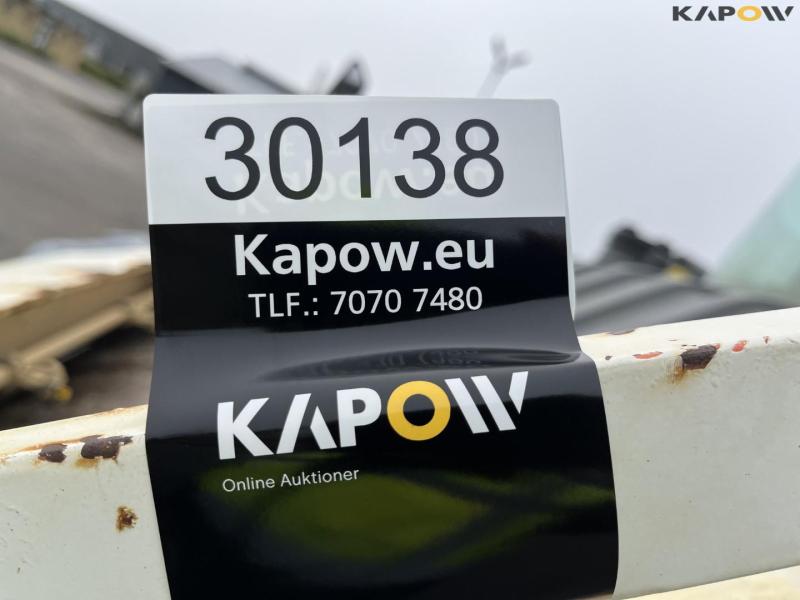 KAPOW
30138
Kapow.eu
TLF.: 7070 7480
KAPOW
Online Auktioner